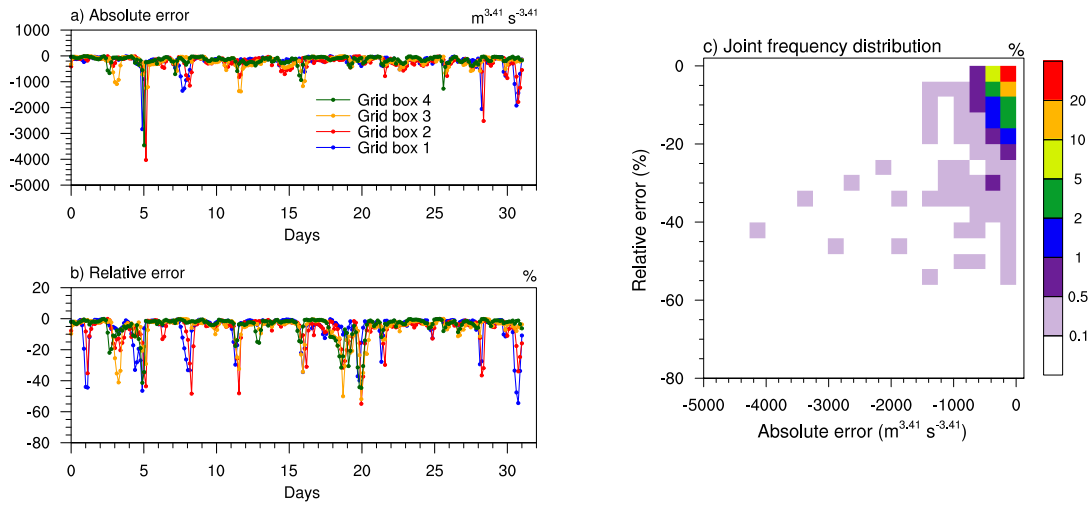 a) Absolute error
m^3.41 s^-3.41
1000
0
-1000
-2000
-3000
-4000
-5000
Grid box 4
Grid box 3
Grid box 2
Grid box 1
0 5 10 15 20 25 30
Days
b) Relative error
%
20
0
-20
-40
-60
-80
0 5 10 15 20 25 30
Days
c) Joint frequency distribution
%
Relative error (%)
0
-20
-40
-60
-80
-5000 -4000 -3000 -2000 -1000 0
Absolute error (m^3.41 s^-3.41)
20
10
5
2
1
0.5
0.1